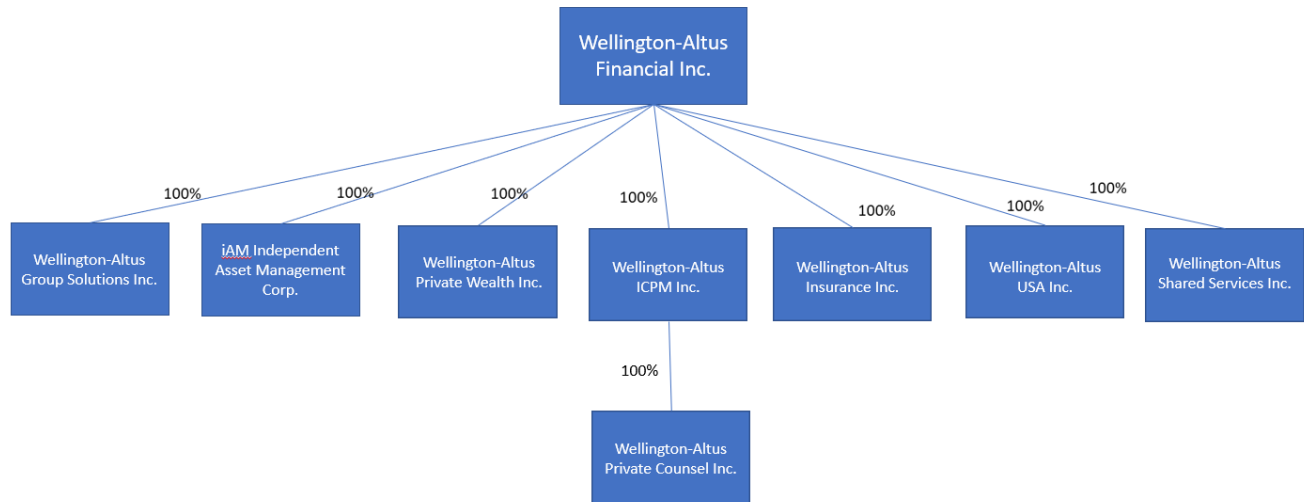 Wellington-Altus
Financial Inc.
100%
100%
100%
100%
100%
100%
100%
Wellington-Altus
Group Solutions Inc.
iAM Independent
Asset Management
Corp.
Wellington-Altus
Private Wealth Inc.
Wellington-Altus
ICPM Inc.
Wellington-Altus
Insurance Inc.
Wellington-Altus
USA Inc.
Wellington-Altus
Shared Services Inc.
100%
Wellington-Altus
Private Counsel Inc.